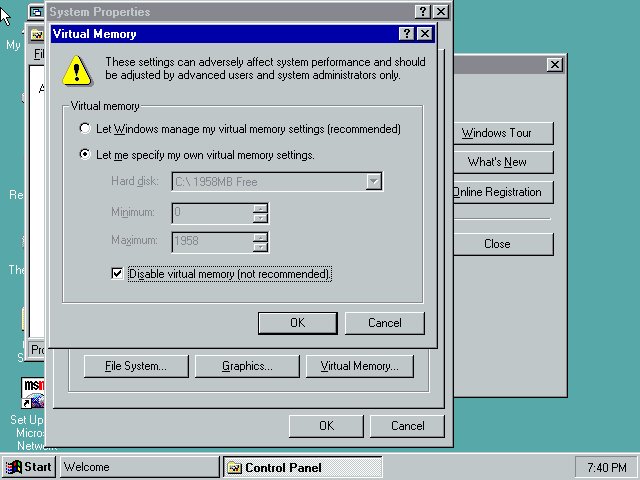 System Properties
Virtual Memory
These settings can adversely affect system performance and should
be adjusted by advanced users and system administrators only.
Virtual memory
Let Windows manage my virtual memory settings (recommended)
Let me specify my own virtual memory settings.
Hard disk:
C:\ 1958MB Free
Minimum:
0
Maximum:
1958
Disable virtual memory (not recommended).
OK
Cancel
File System...
Graphics...
Virtual Memory...
OK
Cancel
Windows Tour
What's New
Online Registration
Close
My
Re
The
S
msn
Set Up
Micros
Network
Start
Welcome
Control Panel
7:40 PM